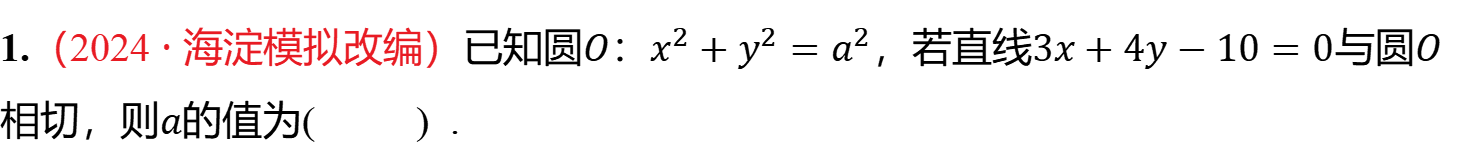 1.（2024·海淀模拟改编）已知圆O：x² + y² = a²，若直线3x + 4y − 10 = 0与圆O
相切，则a的值为(　　).